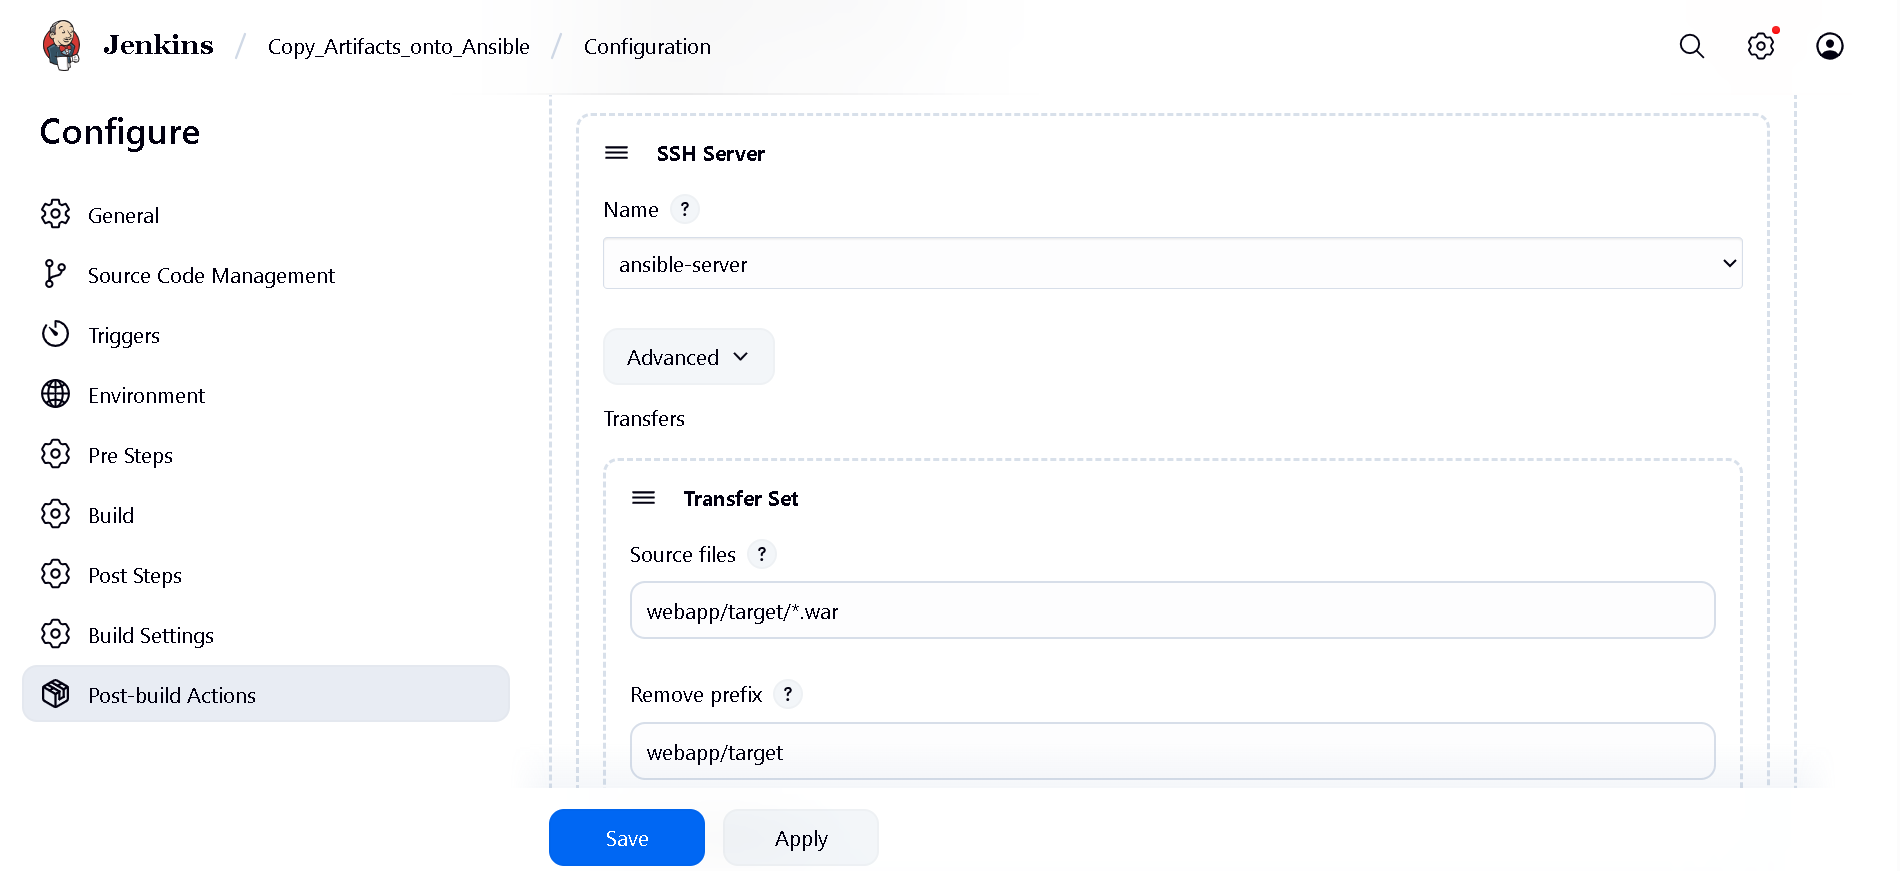 Jenkins / Copy_Artifacts_onto_Ansible / Configuration
Configure
General
Source Code Management
Triggers
Environment
Pre Steps
Build
Post Steps
Build Settings
Post-build Actions
SSH Server
Name ?
ansible-server
Advanced
Transfers
Transfer Set
Source files ?
webapp/target/*.war
Remove prefix ?
webapp/target
Save
Apply